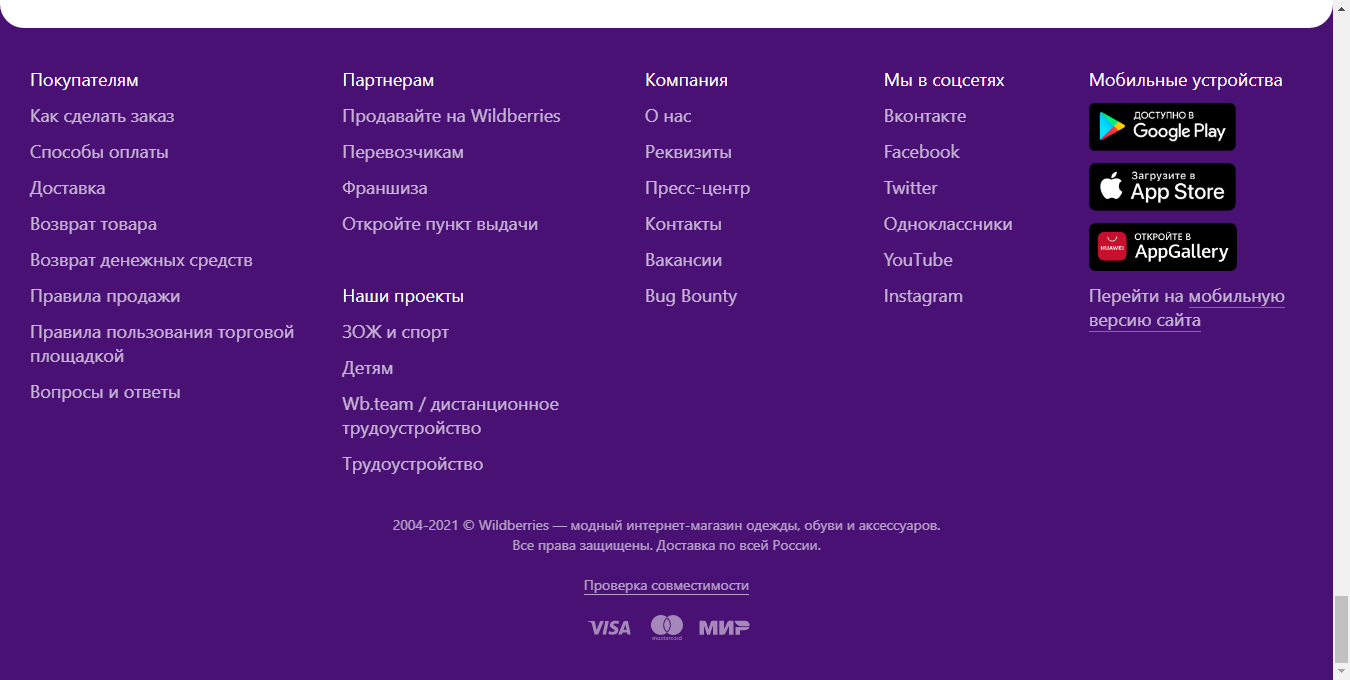 Покупателям
Как сделать заказ
Способы оплаты
Доставка
Возврат товара
Возврат денежных средств
Правила продажи
Правила пользования торговой
площадкой
Вопросы и ответы
Партнерам
Продавайте на Wildberries
Перевозчикам
Франшиза
Откройте пункт выдачи
Наши проекты
ЗОЖ и спорт
Детям
Wb.team / дистанционное
трудоустройство
Трудоустройство
Компания
О нас
Реквизиты
Пресс-центр
Контакты
Вакансии
Bug Bounty
Мы в соцсетях
Вконтакте
Facebook
Twitter
Одноклассники
YouTube
Instagram
Мобильные устройства
ДОСТУПНО В
Google Play
Загрузите в
App Store
HUAWEI
ОТКРОЙТЕ В
AppGallery
Перейти на мобильную
версию сайта
2004-2021 © Wildberries — модный интернет-магазин одежды, обуви и аксессуаров.
Все права защищены. Доставка по всей России.
Проверка совместимости
VISA mastercard МИР